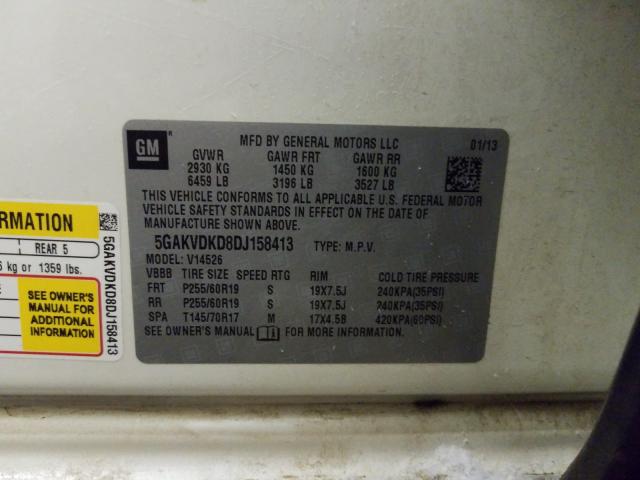 GM
MFD BY GENERAL MOTORS LLC 01/13
GVWR GAWR FRT GAWR RR
2930 KG 1450 KG 1600 KG
6459 LB 3196 LB 3527 LB
THIS VEHICLE CONFORMS TO ALL APPLICABLE U.S. FEDERAL MOTOR
VEHICLE SAFETY STANDARDS IN EFFECT ON THE DATE OF
MANUFACTURE SHOWN ABOVE.
5GAKVDKD8DJ158413 TYPE: M.P.V.
MODEL: V14526
VBBB TIRE SIZE SPEED RTG RIM COLD TIRE PRESSURE
FRT P255/60R19 S 19X7.5J 240KPA(35PSI)
RR P255/60R19 S 19X7.5J 240KPA(35PSI)
SPA T145/70R17 M 17X4.5B 420KPA(60PSI)
SEE OWNER'S MANUAL FOR MORE INFORMATION.
REAR 5
kg or 1359 lbs.
SEE OWNER'S
MANUAL FOR
ADDITIONAL
INFORMATION
5GAKVDKD8DJ158413